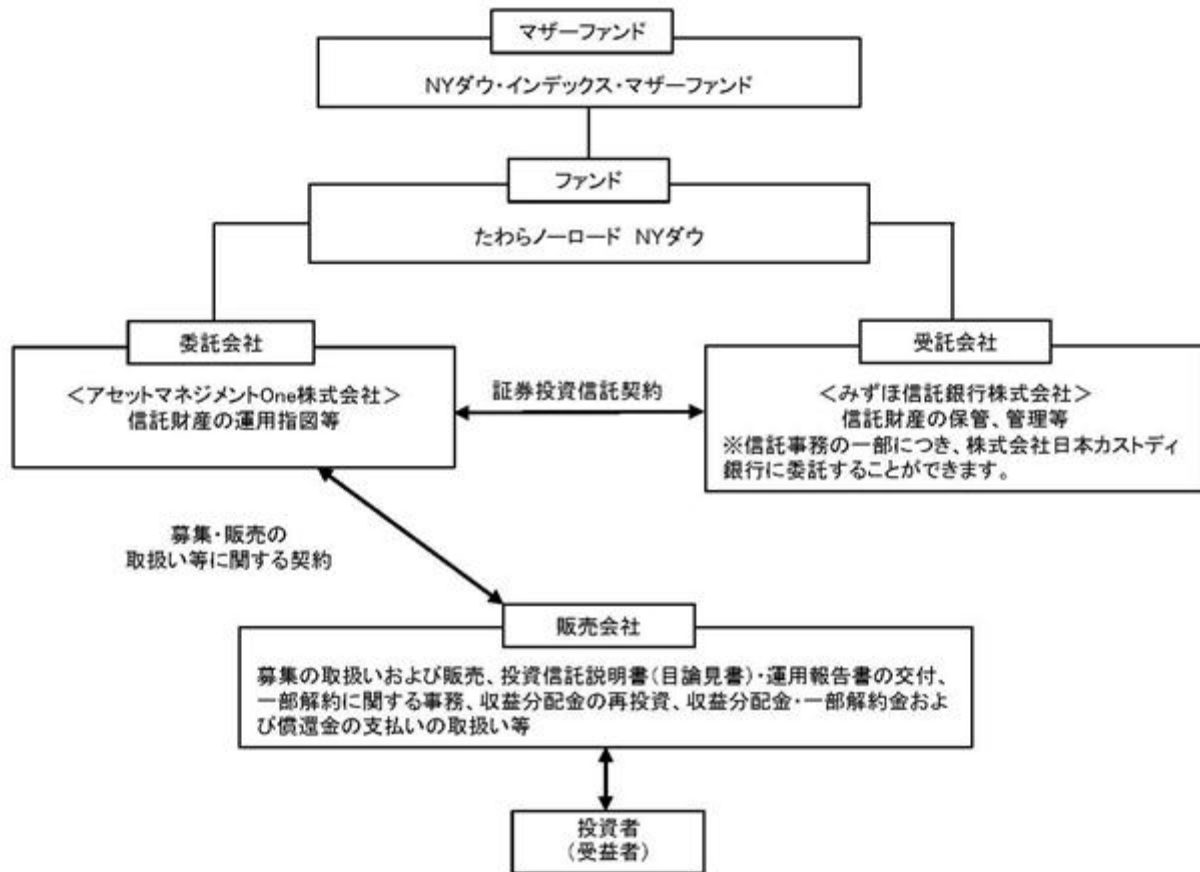 マザーファンド
NYダウ・インデックス・マザーファンド
ファンド
たわらノーロード NYダウ
委託会社
＜アセットマネジメントOne株式会社＞
信託財産の運用指図等
証券投資信託契約
受託会社
＜みずほ信託銀行株式会社＞
信託財産の保管、管理等
※信託事務の一部につき、株式会社日本カストディ
銀行に委託することができます。
募集・販売の
取扱い等に関する契約
販売会社
募集の取扱いおよび販売、投資信託説明書(目論見書)・運用報告書の交付、
一部解約に関する事務、収益分配金の再投資、収益分配金・一部解約金およ
び償還金の支払いの取扱い等
投資者
(受益者)